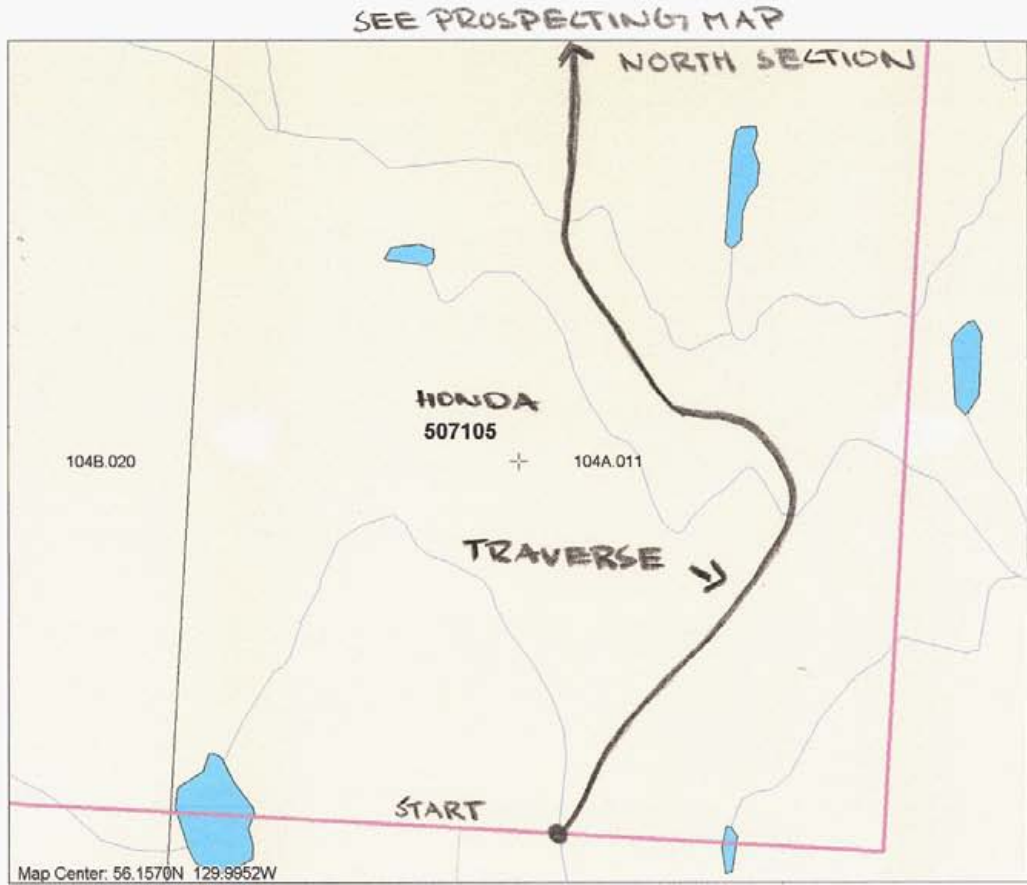 SEE PROSPECTING MAP
NORTH SECTION
HONDA
507105
104B.020
104A.011
TRAVERSE
START
Map Center: 56.1570N 129.9952W